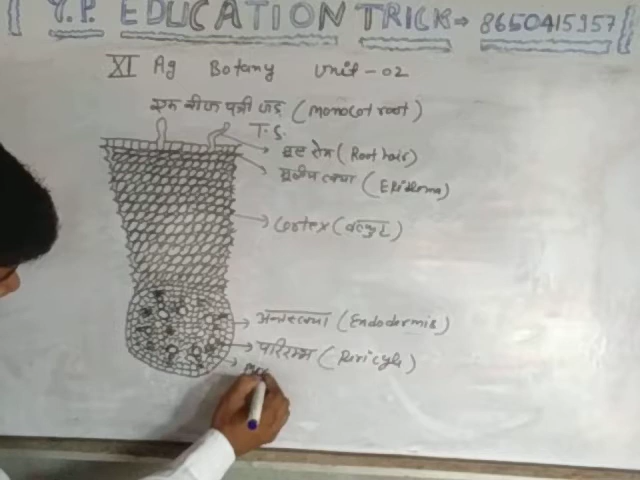 Y.P. EDUCATION TRICK → 8650415957
XI Ag Botany Unit - 02
एक बीज पत्री जड़ (Monocot root)
T.S.
मूल रोम (Root hair)
मूलीय त्वचा (Epiderma)
Cortex (वल्कुट)
अन्तस्त्वचा (Endodermis)
परिरम्भ (Pericycle)